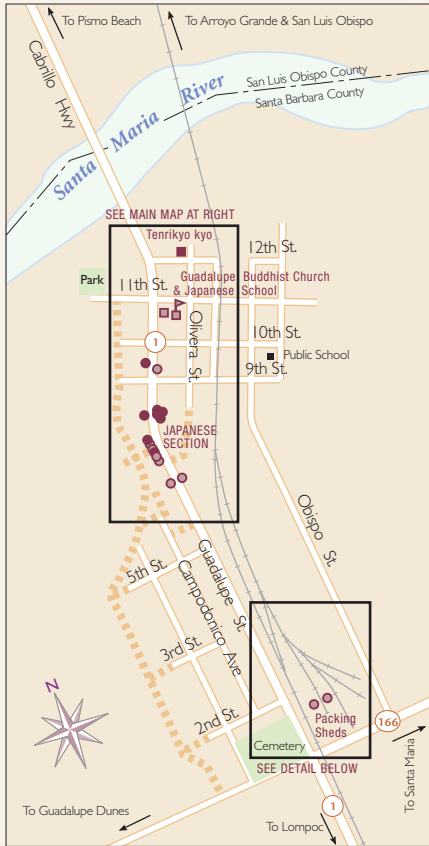 To Pismo Beach
To Arroyo Grande & San Luis Obispo
Cabrillo Hwy
San Luis Obispo County
Santa Barbara County
Santa Maria River
SEE MAIN MAP AT RIGHT
Tenrikyo kyo
12th St.
Park
11th St.
Guadalupe Buddhist Church
& Japanese School
Olivera St.
10th St.
1
Public School
9th St.
JAPANESE
SECTION
Obispo St
Guadalupe St.
Campodonico Ave
5th St.
3rd St.
N
2nd St.
Packing
Sheds
166
Cemetery
SEE DETAIL BELOW
To Santa Maria
To Guadalupe Dunes
1
To Lompoc